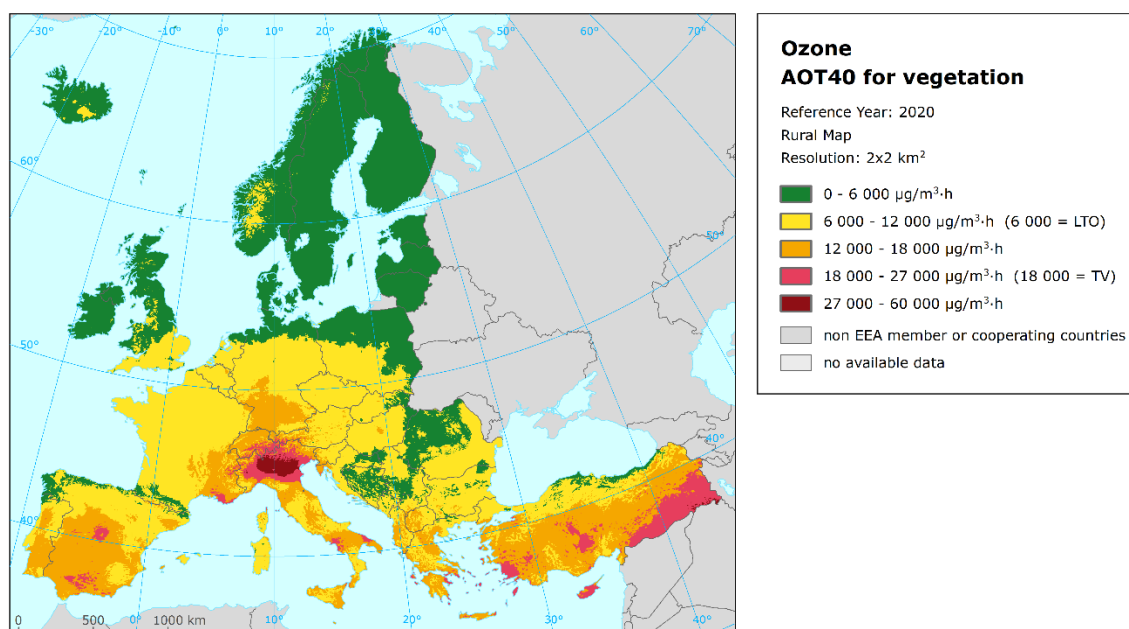 -30° -20° -10° 0° 10° 20° 30° 40° 50° 60° 70°
60°
60°
50°
50°
40°
40°
0 500 1000 km
0° 10° 20° 30° 40°
Ozone
AOT40 for vegetation
Reference Year: 2020
Rural Map
Resolution: 2x2 km²
0 - 6 000 µg/m³·h
6 000 - 12 000 µg/m³·h (6 000 = LTO)
12 000 - 18 000 µg/m³·h
18 000 - 27 000 µg/m³·h (18 000 = TV)
27 000 - 60 000 µg/m³·h
non EEA member or cooperating countries
no available data